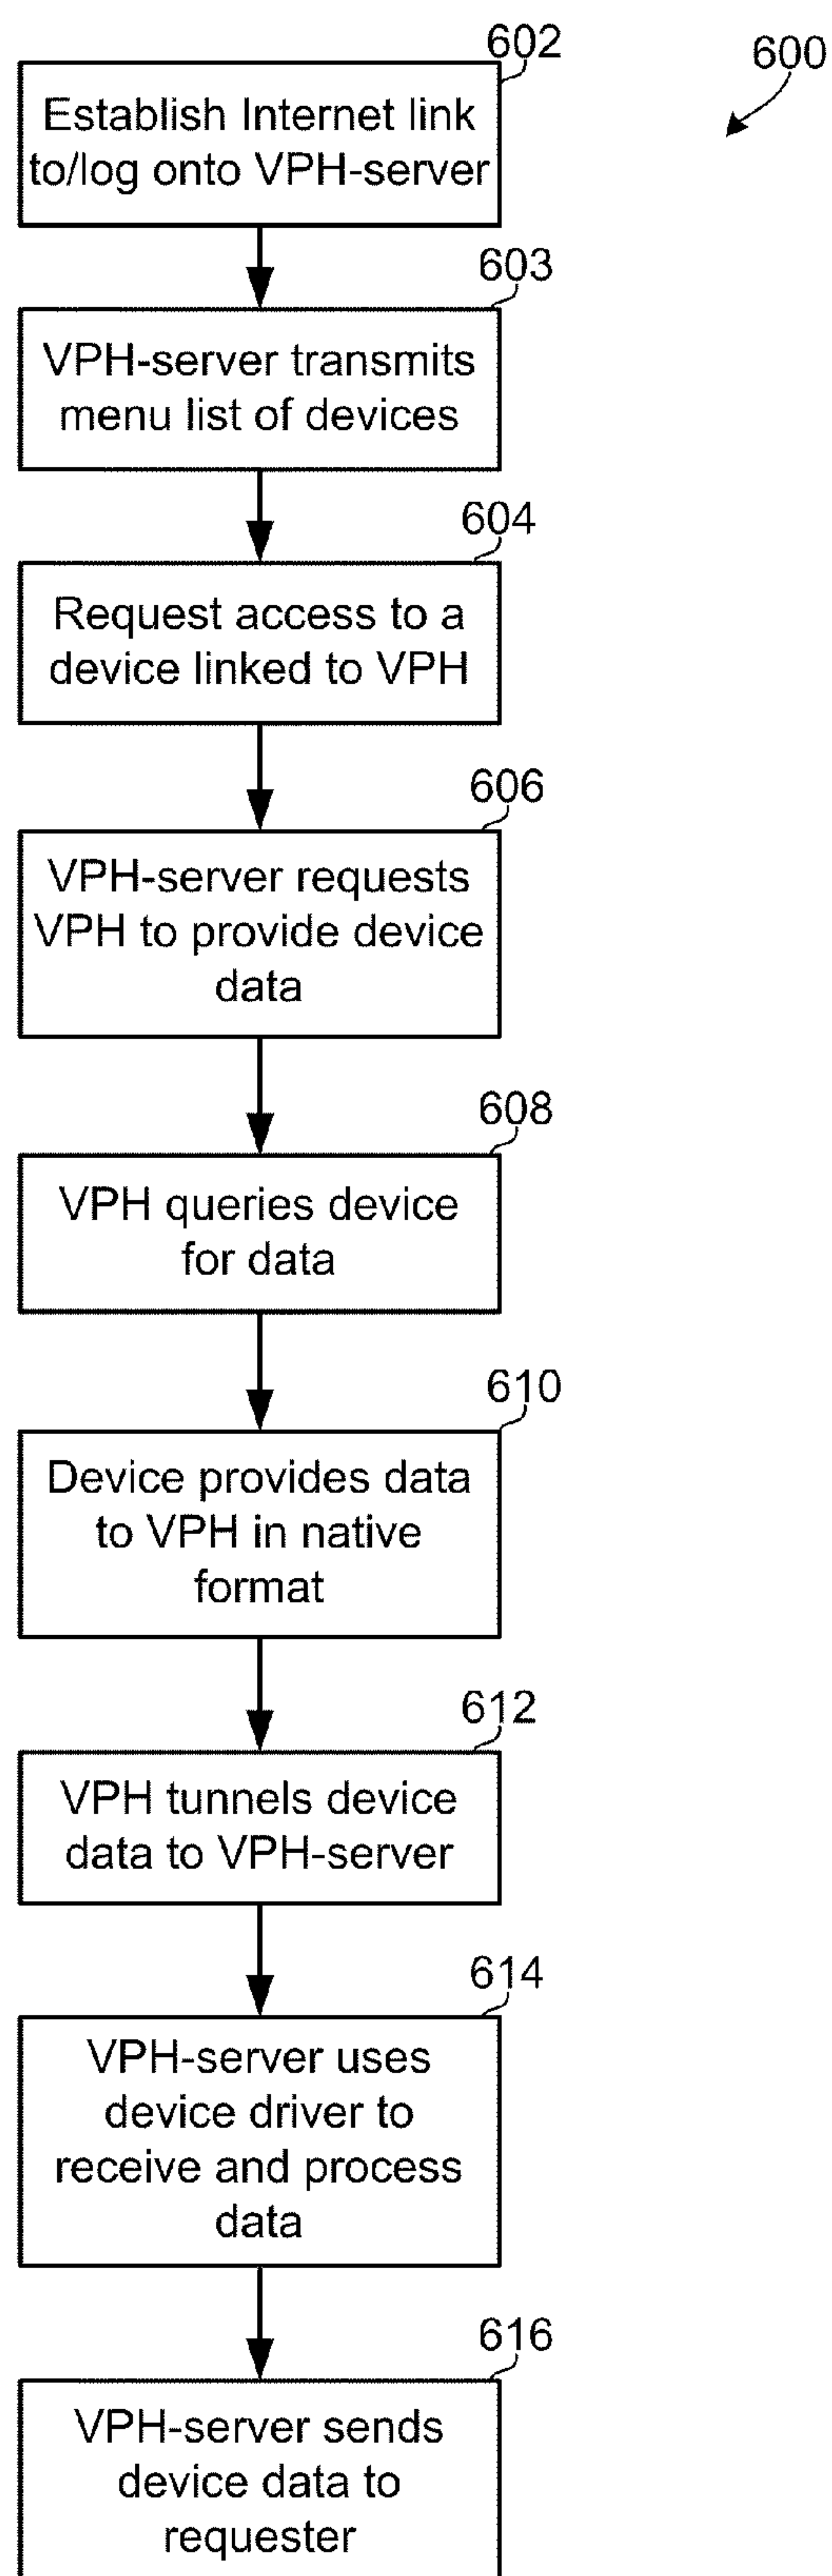 602
600
Establish Internet link
to/log onto VPH-server
603
VPH-server transmits
menu list of devices
604
Request access to a
device linked to VPH
606
VPH-server requests
VPH to provide device
data
608
VPH queries device
for data
610
Device provides data
to VPH in native
format
612
VPH tunnels device
data to VPH-server
614
VPH-server uses
device driver to
receive and process
data
616
VPH-server sends
device data to
requester